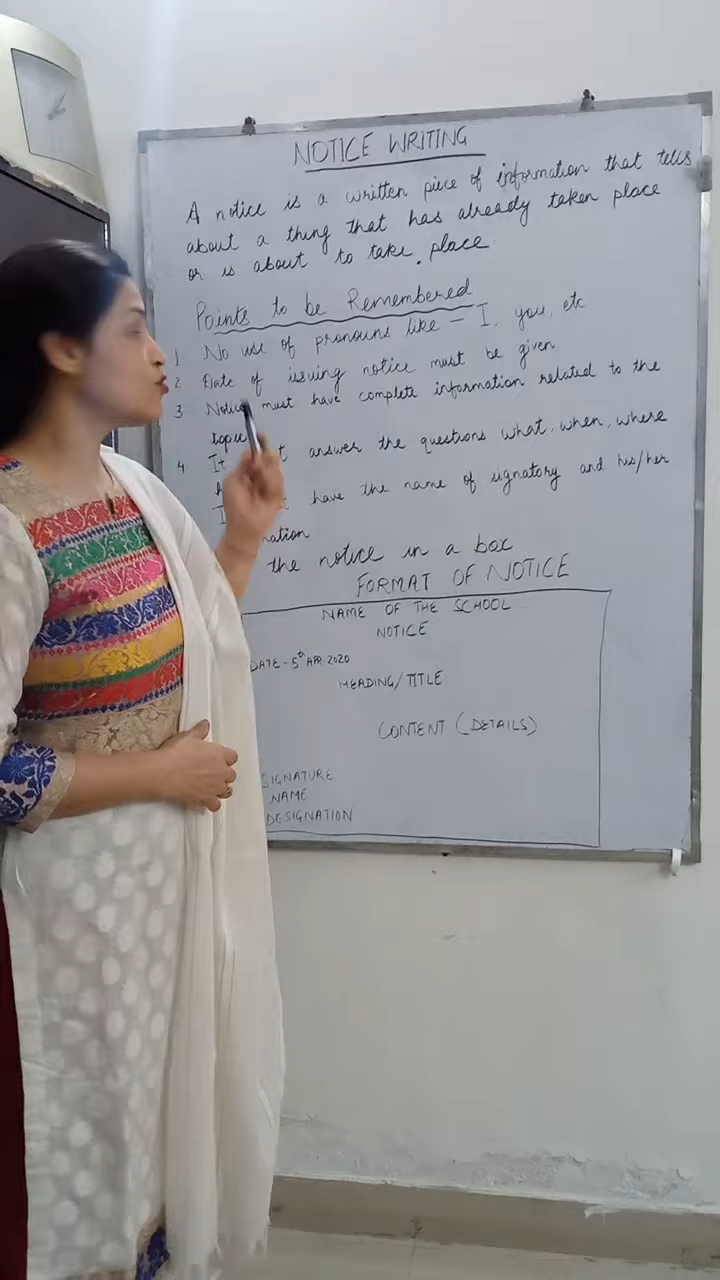 NOTICE WRITING
A notice is a written piece of information that tells
about a thing that has already taken place
or is about to take place.
Points to be Remembered
1 No use of pronouns like - I, you, etc
2 Date of issuing notice must be given
3 Notice must have complete information related to the
topic
4 It answer the questions what, when, where
have the name of signatory and his/her
nation
the notice in a box
FORMAT OF NOTICE
NAME OF THE SCHOOL
NOTICE
DATE - 5th APR. 2020
HEADING/TITLE
CONTENT (DETAILS)
SIGNATURE
NAME
DESIGNATION